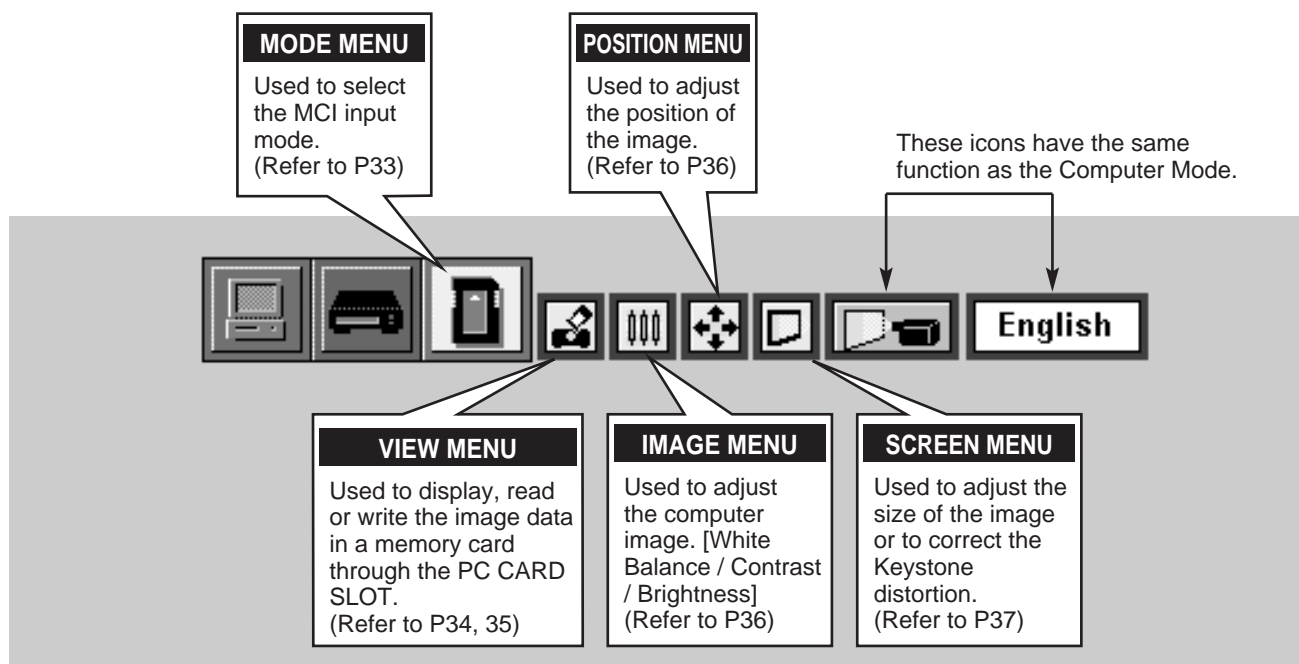 MODE MENU
Used to select
the MCI input
mode.
(Refer to P33)
POSITION MENU
Used to adjust
the position of
the image.
(Refer to P36)
These icons have the same
function as the Computer Mode.
English
VIEW MENU
Used to display, read
or write the image data
in a memory card
through the PC CARD
SLOT.
(Refer to P34, 35)
IMAGE MENU
Used to adjust
the computer
image. [White
Balance / Contrast
/ Brightness]
(Refer to P36)
SCREEN MENU
Used to adjust the
size of the image
or to correct the
Keystone
distortion.
(Refer to P37)